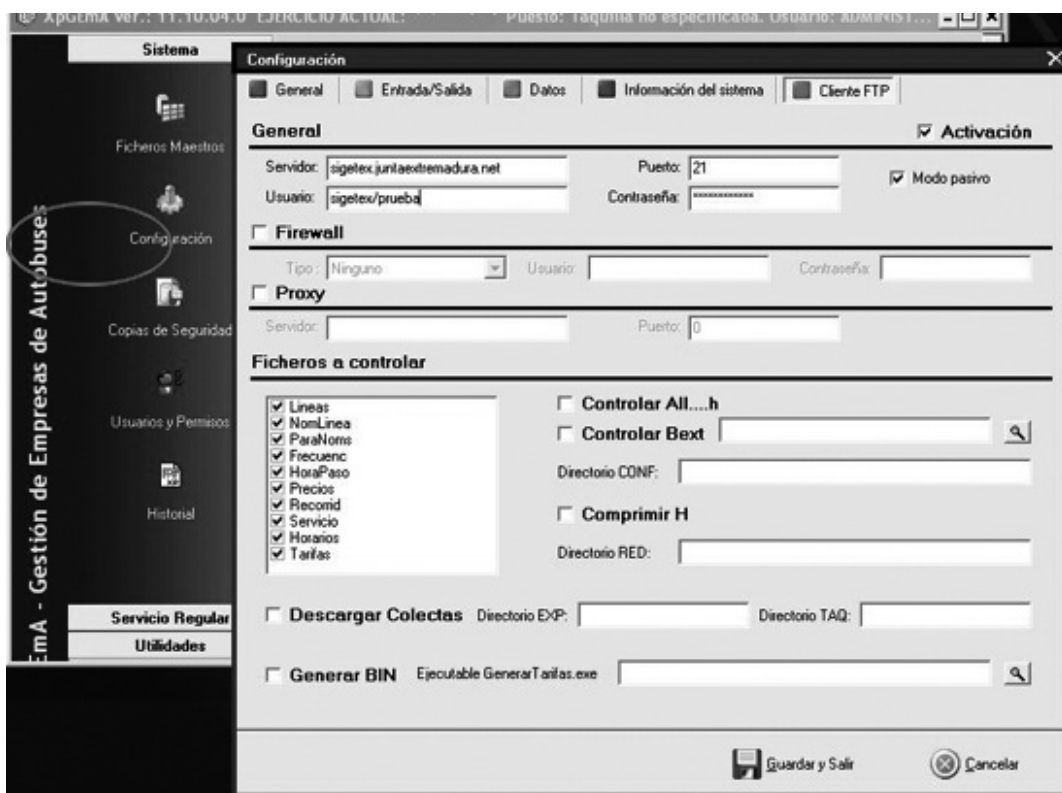 XpGEmA Ver.: 11.10.04.0 EJERCICIO ACTUAL: Puesto: Taquilla no especificada. Usuario: ADMINIST...
Sistema
Ficheros Maestros
Configuración
Copias de Seguridad
Usuarios y Permisos
Historial
Servicio Regular
Utilidades
EmA - Gestión de Empresas de Autobuses
Configuración
General Entrada/Salida Datos Información del sistema Cliente FTP
General Activación
Servidor: sigetex.juntaextremadura.net Puerto: 21 Modo pasivo
Usuario: sigetex/prueba Contraseña: ************
Firewall
Tipo: Ninguno Usuario: Contraseña:
Proxy
Servidor: Puerto: 0
Ficheros a controlar
Lineas
NomLinea
ParaNoms
Frecuenc
HoraPaso
Precios
Recorrid
Servicio
Horarios
Tarifas
Controlar All....h
Controlar Bext
Directorio CONF:
Comprimir H
Directorio RED:
Descargar Colectas Directorio EXP: Directorio TAQ:
Generar BIN Ejecutable GenerarTarifas.exe
Guardar y Salir Cancelar